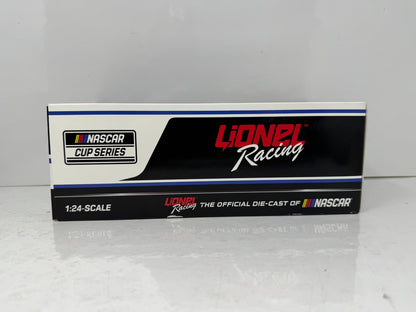 NASCAR
CUP SERIES
LIONEL
Racing
1:24-SCALE LIONEL Racing THE OFFICIAL DIE-CAST OF NASCAR